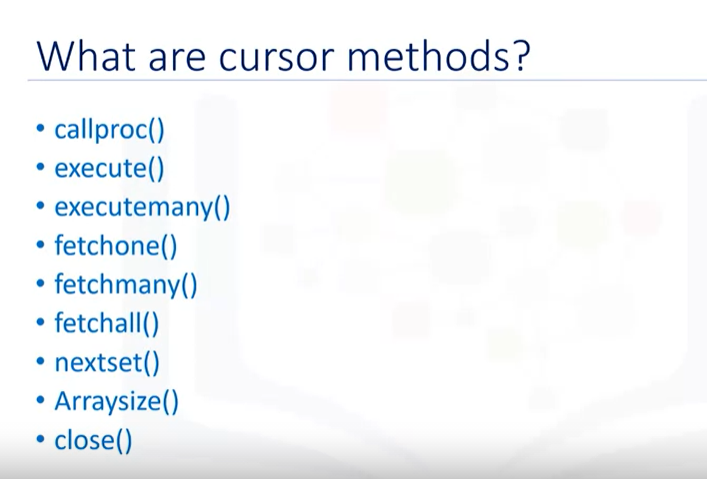 What are cursor methods?
• callproc()
• execute()
• executemany()
• fetchone()
• fetchmany()
• fetchall()
• nextset()
• Arraysize()
• close()